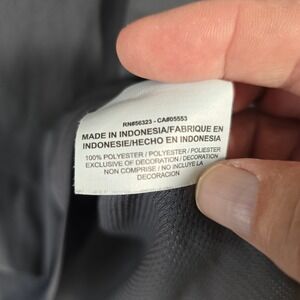 RN#56323 - CA#05553
MADE IN INDONESIA/FABRIQUE EN
INDONESIE/HECHO EN INDONESIA
100% POLYESTER / POLYESTER / POLYESTER
EXCLUSIVE OF DECORATION / DECORATION
NON COMPRISE / NO INCLUYE LA
DECORACION